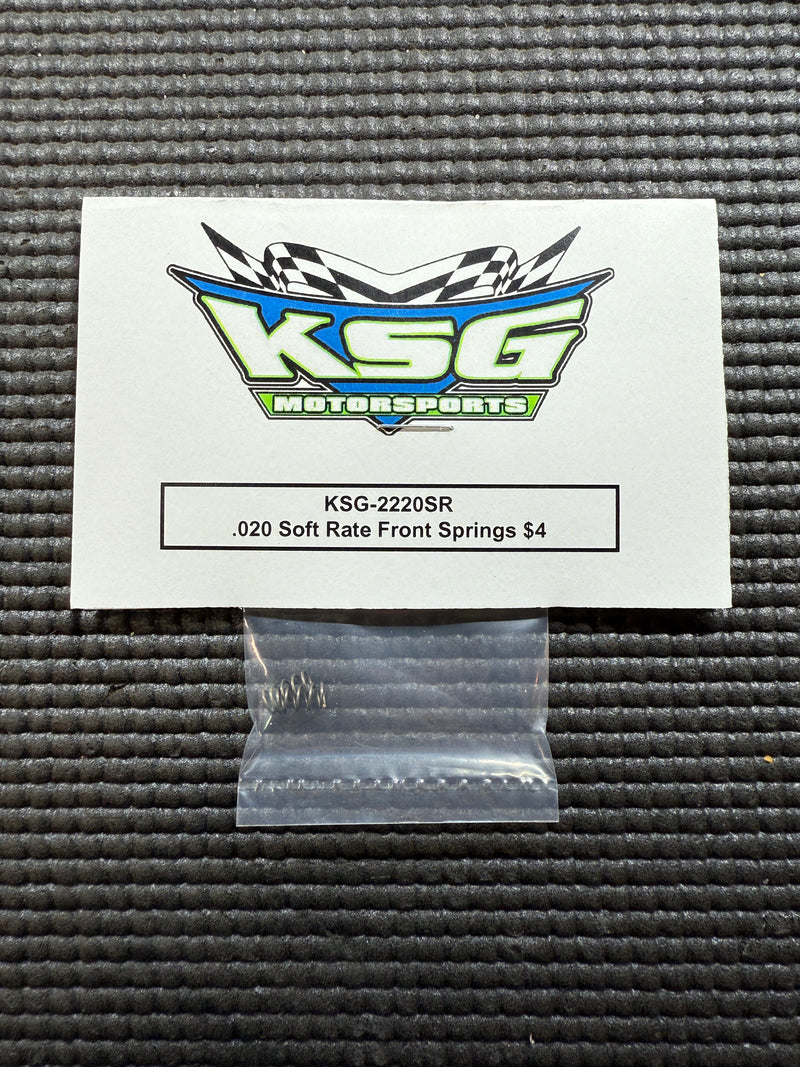 KSG
MOTORSPORTS
KSG-2220SR
.020 Soft Rate Front Springs $4